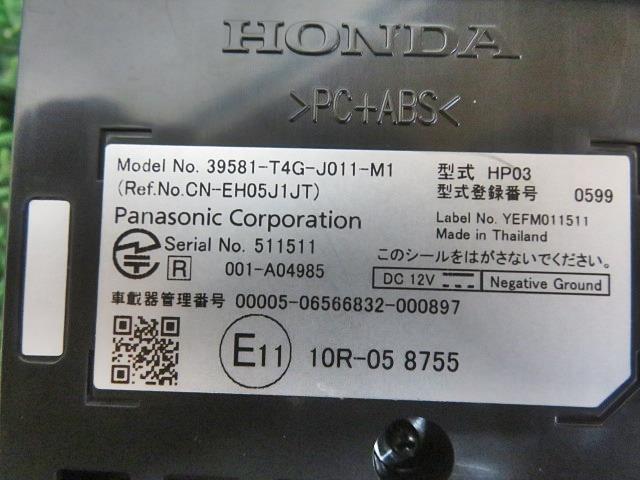 HONDA
>PC+ABS<
Model No. 39581-T4G-J011-M1
(Ref.No.CN-EH05J1JT)
型式 HP03
型式登録番号 0599
Panasonic Corporation
Label No. YEFM011511
Made in Thailand
Serial No. 511511
R 001-A04985
このシールをはがさないでください。
DC 12V Negative Ground
車載器管理番号 00005-06566832-000897
E11 10R-05 8755